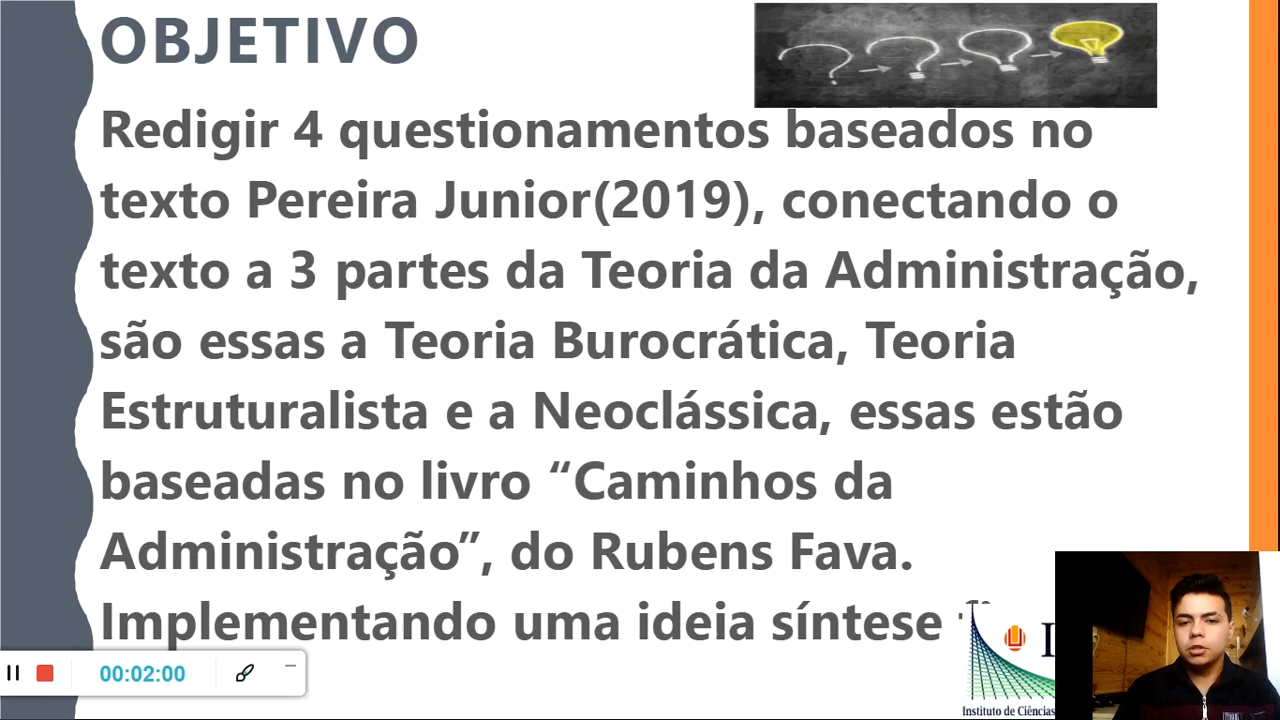 OBJETIVO
Redigir 4 questionamentos baseados no
texto Pereira Junior(2019), conectando o
texto a 3 partes da Teoria da Administração,
são essas a Teoria Burocrática, Teoria
Estruturalista e a Neoclássica, essas estão
baseadas no livro “Caminhos da
Administração”, do Rubens Fava.
Implementando uma ideia síntese
00:02:00
Instituto de Ciências